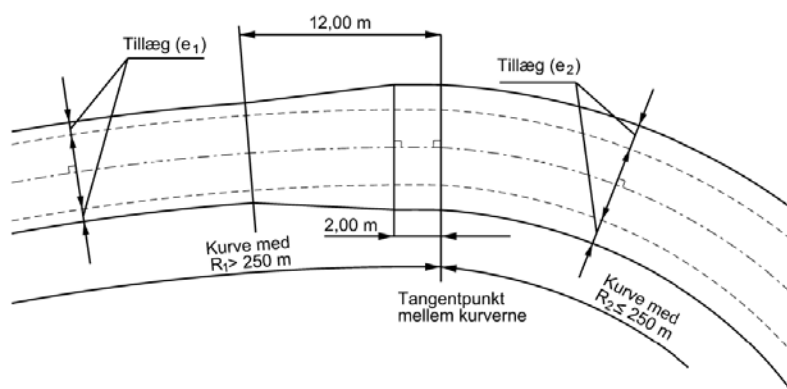 12,00 m
Tillæg (e₁)
Tillæg (e₂)
2,00 m
Kurve med
R₁> 250 m
Tangentpunkt
mellem kurverne
Kurve med
R₂≤ 250 m